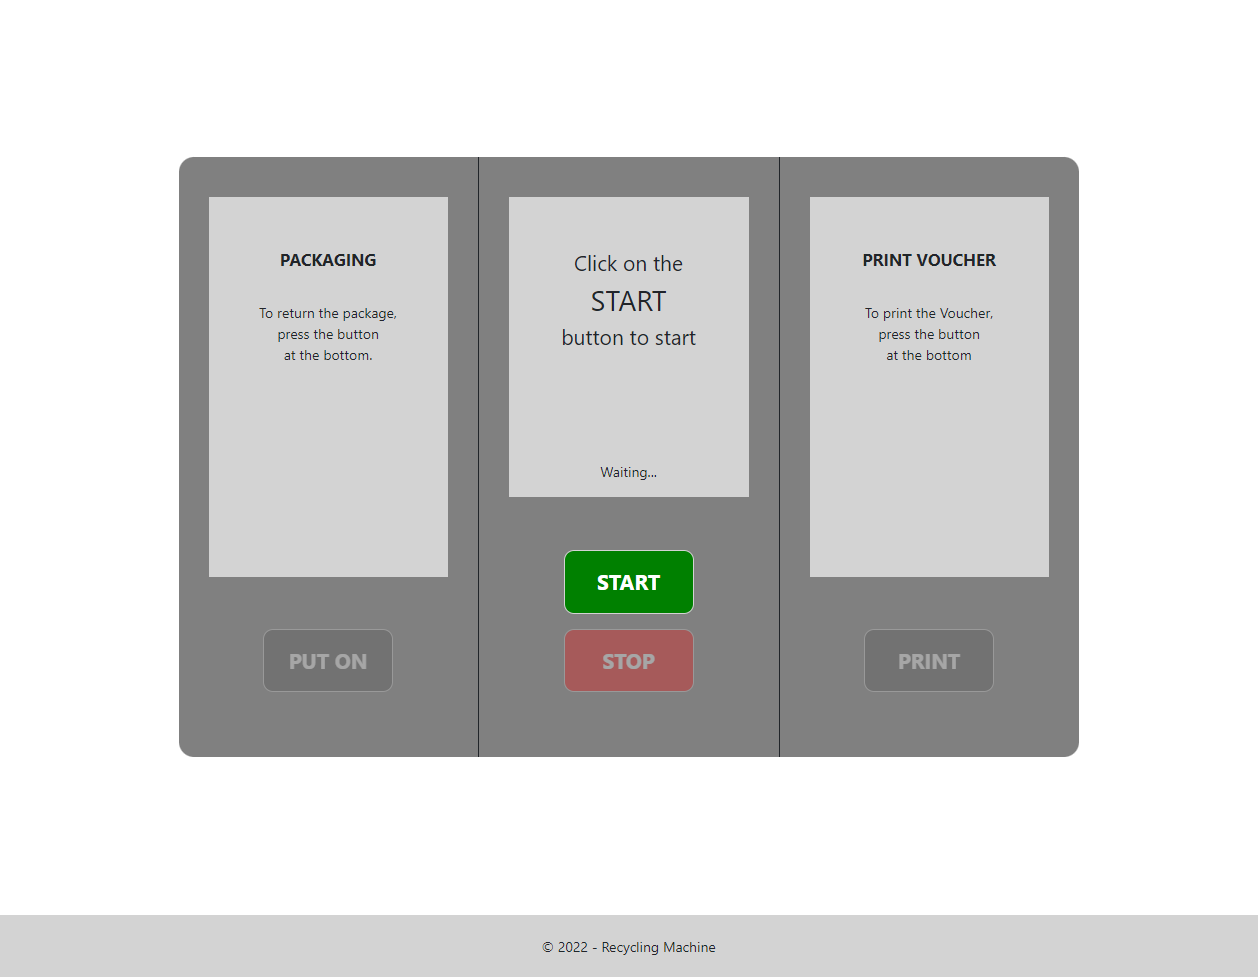 PACKAGING
To return the package,
press the button
at the bottom.
PUT ON
Click on the
START
button to start
Waiting...
START
STOP
PRINT VOUCHER
To print the Voucher,
press the button
at the bottom
PRINT
© 2022 - Recycling Machine